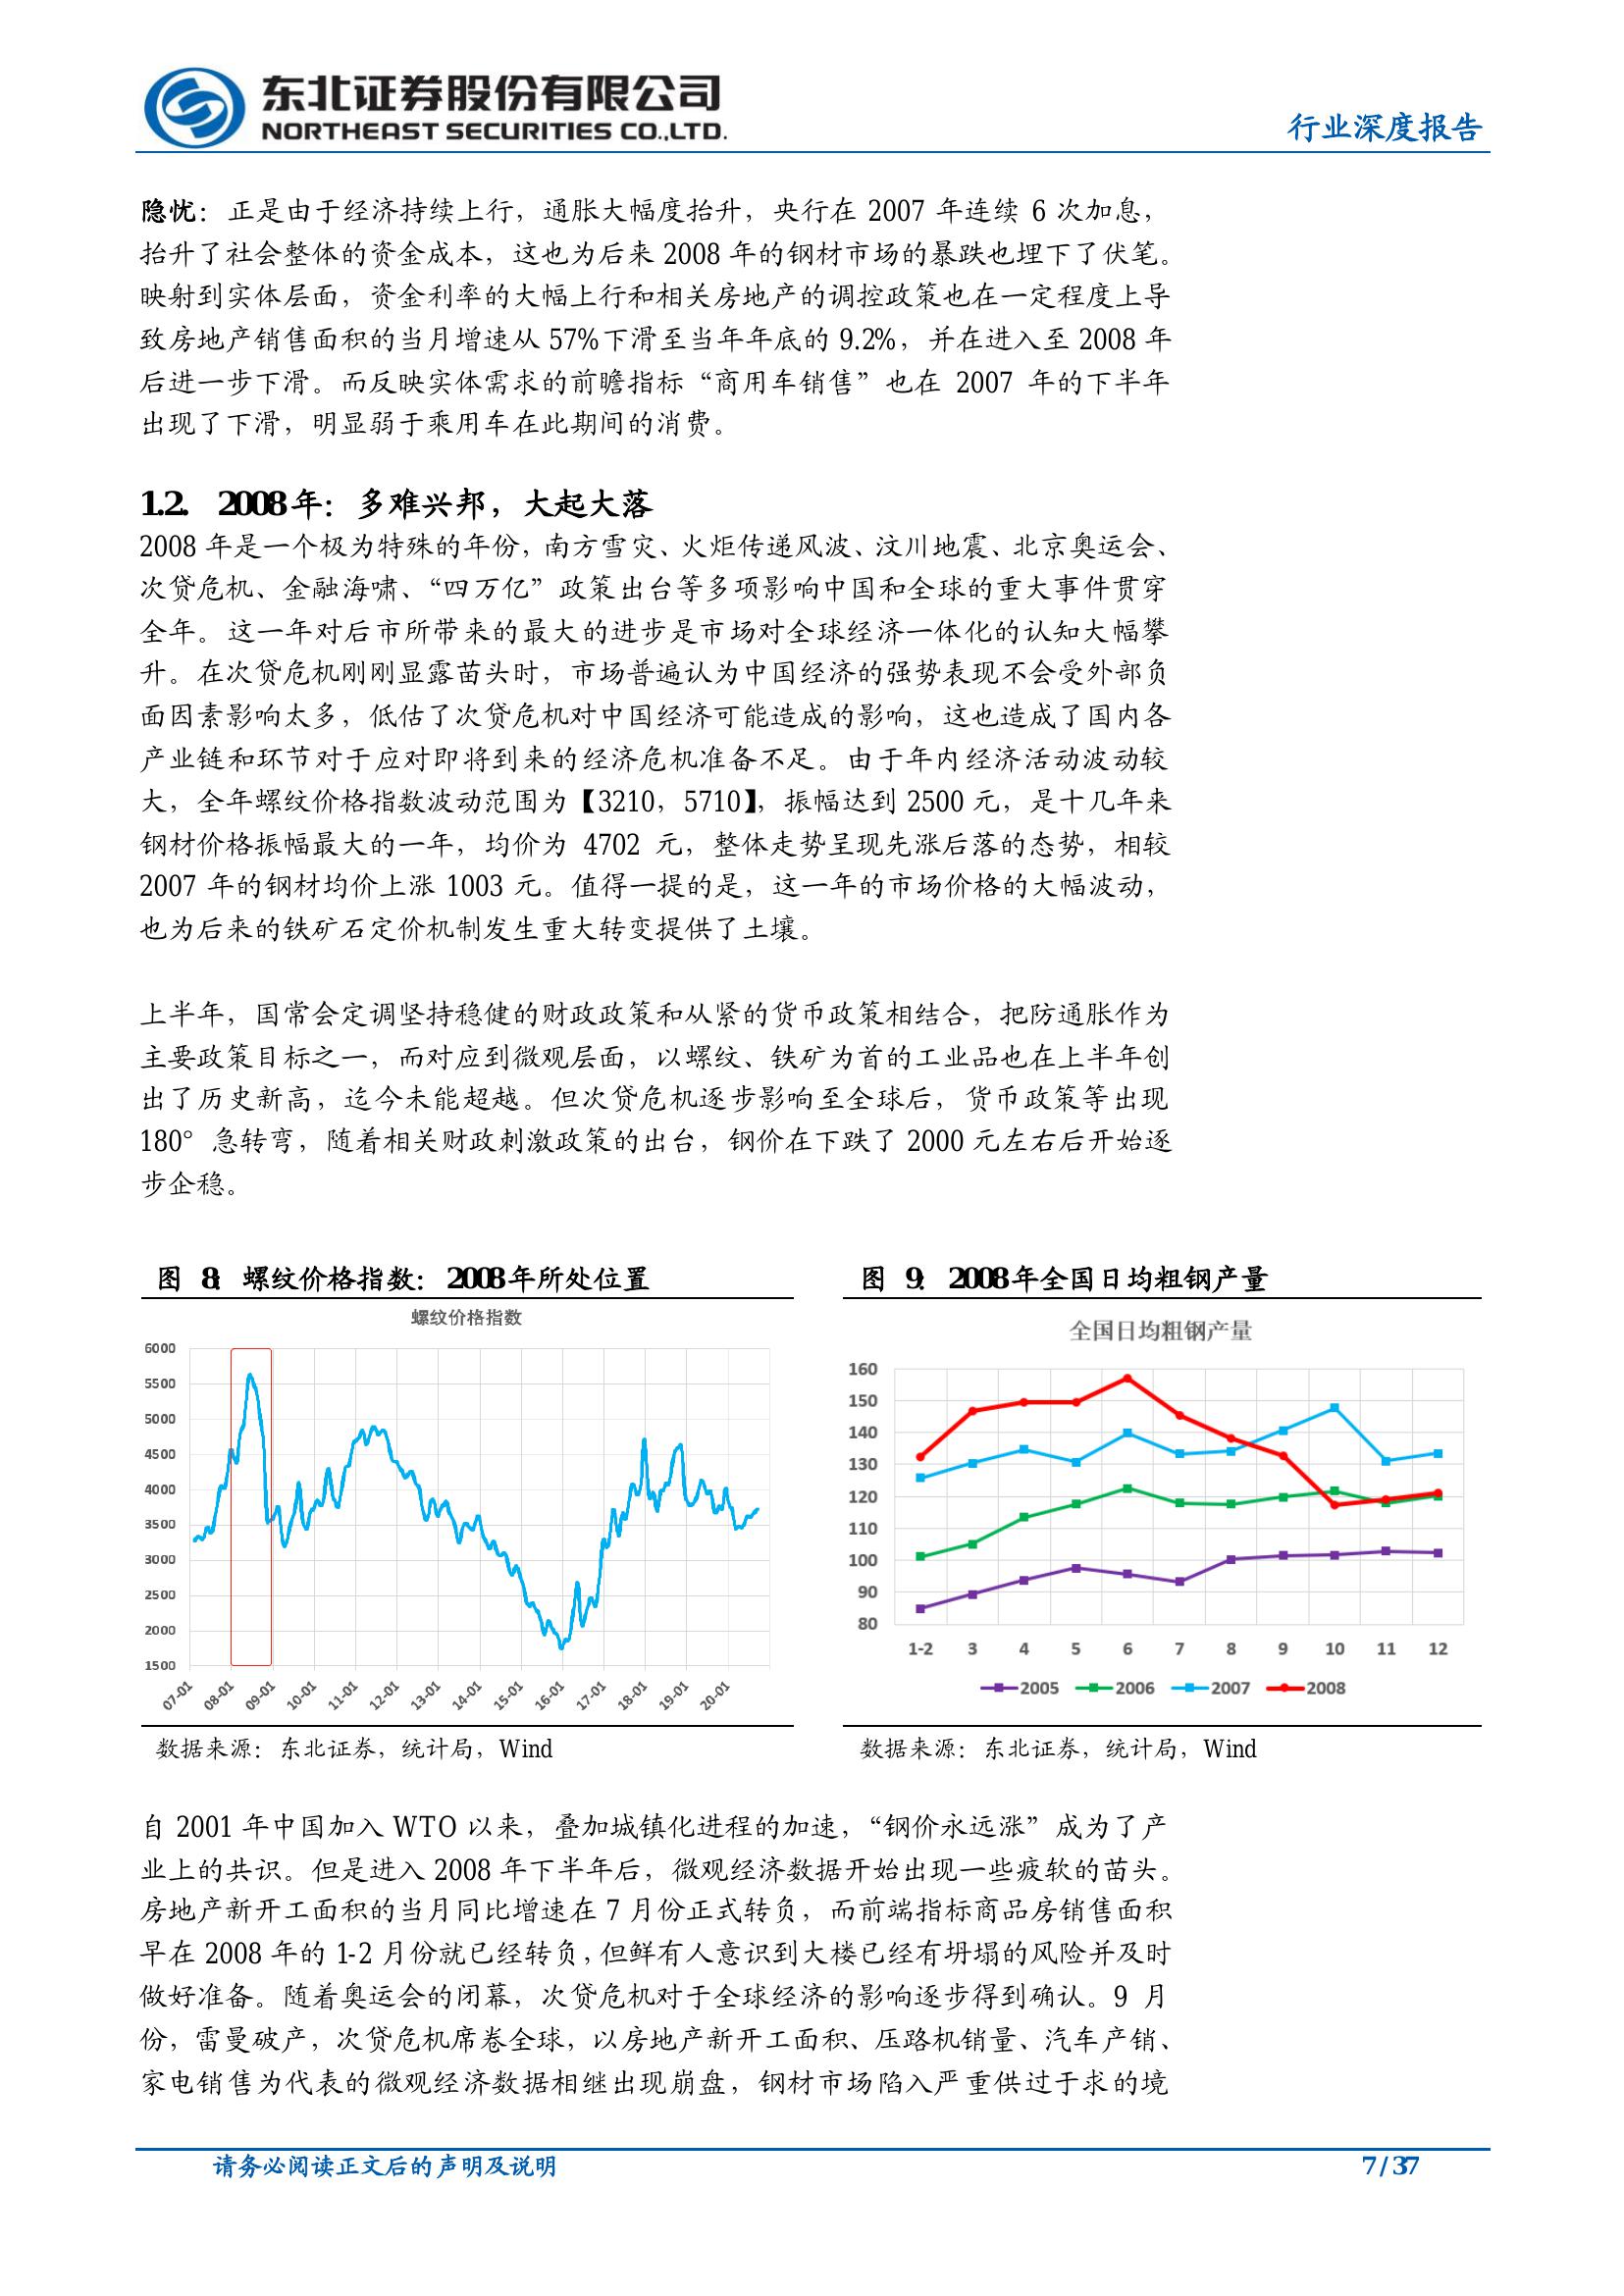 东北证券股份有限公司
NORTHEAST SECURITIES CO.,LTD.
行业深度报告
隐忧：正是由于经济持续上行，通胀大幅度抬升，央行在 2007 年连续 6 次加息，
抬升了社会整体的资金成本，这也为后来 2008 年的钢材市场的暴跌也埋下了伏笔。
映射到实体层面，资金利率的大幅上行和相关房地产的调控政策也在一定程度上导
致房地产销售面积的当月增速从 57%下滑至当年年底的 9.2%，并在进入至 2008 年
后进一步下滑。而反映实体需求的前瞻指标“商用车销售”也在 2007 年的下半年
出现了下滑，明显弱于乘用车在此期间的消费。
1.2. 2008 年：多难兴邦，大起大落
2008 年是一个极为特殊的年份，南方雪灾、火炬传递风波、汶川地震、北京奥运会、
次贷危机、金融海啸、“四万亿”政策出台等多项影响中国和全球的重大事件贯穿
全年。这一年对后市所带来的最大的进步是市场对全球经济一体化的认知大幅攀
升。在次贷危机刚刚显露苗头时，市场普遍认为中国经济的强势表现不会受外部负
面因素影响太多，低估了次贷危机对中国经济可能造成的影响，这也造成了国内各
产业链和环节对于应对即将到来的经济危机准备不足。由于年内经济活动波动较
大，全年螺纹价格指数波动范围为【3210，5710】，振幅达到 2500 元，是十几年来
钢材价格振幅最大的一年，均价为 4702 元，整体走势呈现先涨后落的态势，相较
2007 年的钢材均价上涨 1003 元。值得一提的是，这一年的市场价格的大幅波动，
也为后来的铁矿石定价机制发生重大转变提供了土壤。
上半年，国常会定调坚持稳健的财政政策和从紧的货币政策相结合，把防通胀作为
主要政策目标之一，而对应到微观层面，以螺纹、铁矿为首的工业品也在上半年创
出了历史新高，迄今未能超越。但次贷危机逐步影响至全球后，货币政策等出现
180° 急转弯，随着相关财政刺激政策的出台，钢价在下跌了 2000 元左右后开始逐
步企稳。
图 8：螺纹价格指数：2008 年所处位置
螺纹价格指数
6000
5500
5000
4500
4000
3500
3000
2500
2000
1500
07-01 08-01 09-01 10-01 11-01 12-01 13-01 14-01 15-01 16-01 17-01 18-01 19-01 20-01
数据来源：东北证券，统计局，Wind
图 9：2008 年全国日均粗钢产量
全国日均粗钢产量
160
150
140
130
120
110
100
90
80
1-2 3 4 5 6 7 8 9 10 11 12
2005 2006 2007 2008
数据来源：东北证券，统计局，Wind
自 2001 年中国加入 WTO 以来，叠加城镇化进程的加速，“钢价永远涨”成为了产
业上的共识。但是进入 2008 年下半年后，微观经济数据开始出现一些疲软的苗头。
房地产新开工面积的当月同比增速在 7 月份正式转负，而前端指标商品房销售面积
早在 2008 年的 1-2 月份就已经转负，但鲜有人意识到大楼已经有坍塌的风险并及时
做好准备。随着奥运会的闭幕，次贷危机对于全球经济的影响逐步得到确认。9 月
份，雷曼破产，次贷危机席卷全球，以房地产新开工面积、压路机销量、汽车产销、
家电销售为代表的微观经济数据相继出现崩盘，钢材市场陷入严重供过于求的境
请务必阅读正文后的声明及说明
7 / 37